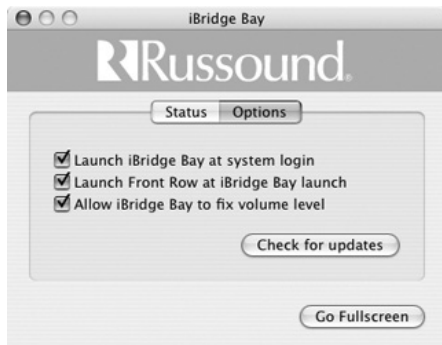 iBridge Bay
Russound®
Status Options
Launch iBridge Bay at system login
Launch Front Row at iBridge Bay launch
Allow iBridge Bay to fix volume level
Check for updates
Go Fullscreen